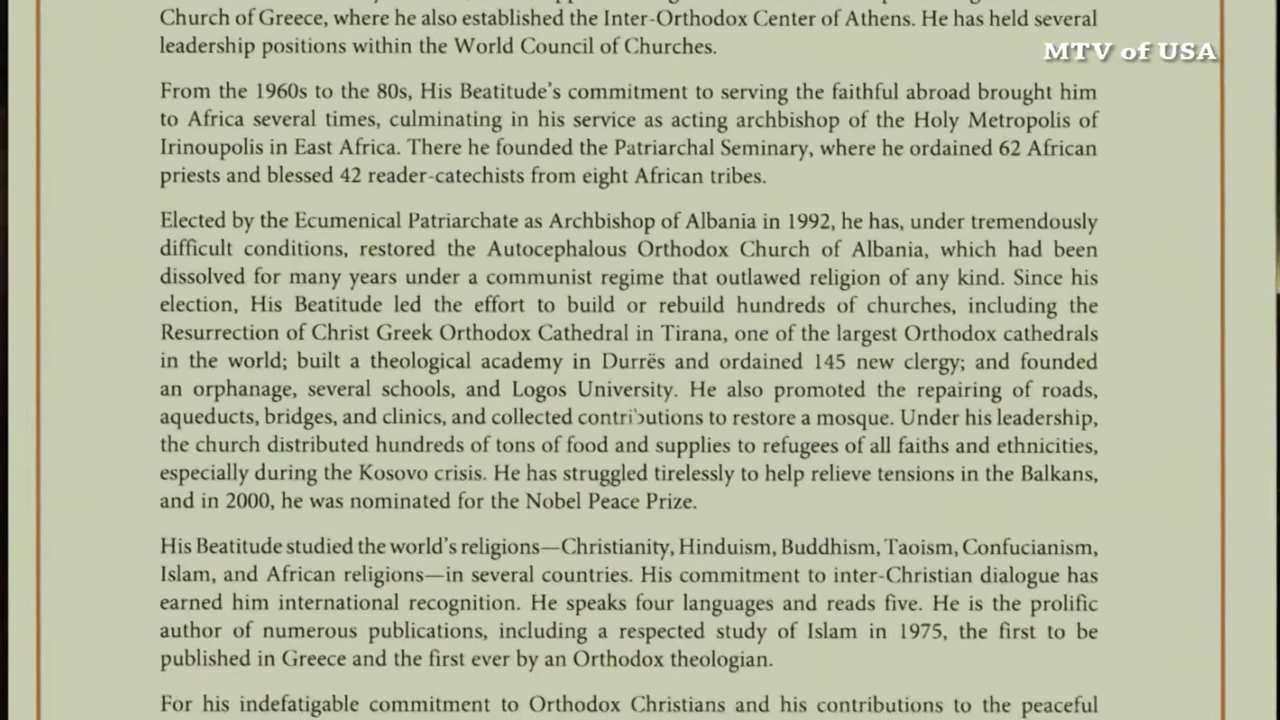 Church of Greece, where he also established the Inter-Orthodox Center of Athens. He has held several
leadership positions within the World Council of Churches.
MTV of USA
From the 1960s to the 80s, His Beatitude's commitment to serving the faithful abroad brought him
to Africa several times, culminating in his service as acting archbishop of the Holy Metropolis of
Irinoupolis in East Africa. There he founded the Patriarchal Seminary, where he ordained 62 African
priests and blessed 42 reader-catechists from eight African tribes.
Elected by the Ecumenical Patriarchate as Archbishop of Albania in 1992, he has, under tremendously
difficult conditions, restored the Autocephalous Orthodox Church of Albania, which had been
dissolved for many years under a communist regime that outlawed religion of any kind. Since his
election, His Beatitude led the effort to build or rebuild hundreds of churches, including the
Resurrection of Christ Greek Orthodox Cathedral in Tirana, one of the largest Orthodox cathedrals
in the world; built a theological academy in Durrës and ordained 145 new clergy; and founded
an orphanage, several schools, and Logos University. He also promoted the repairing of roads,
aqueducts, bridges, and clinics, and collected contributions to restore a mosque. Under his leadership,
the church distributed hundreds of tons of food and supplies to refugees of all faiths and ethnicities,
especially during the Kosovo crisis. He has struggled tirelessly to help relieve tensions in the Balkans,
and in 2000, he was nominated for the Nobel Peace Prize.
His Beatitude studied the world's religions—Christianity, Hinduism, Buddhism, Taoism, Confucianism,
Islam, and African religions—in several countries. His commitment to inter-Christian dialogue has
earned him international recognition. He speaks four languages and reads five. He is the prolific
author of numerous publications, including a respected study of Islam in 1975, the first to be
published in Greece and the first ever by an Orthodox theologian.
For his indefatigable commitment to Orthodox Christians and his contributions to the peaceful